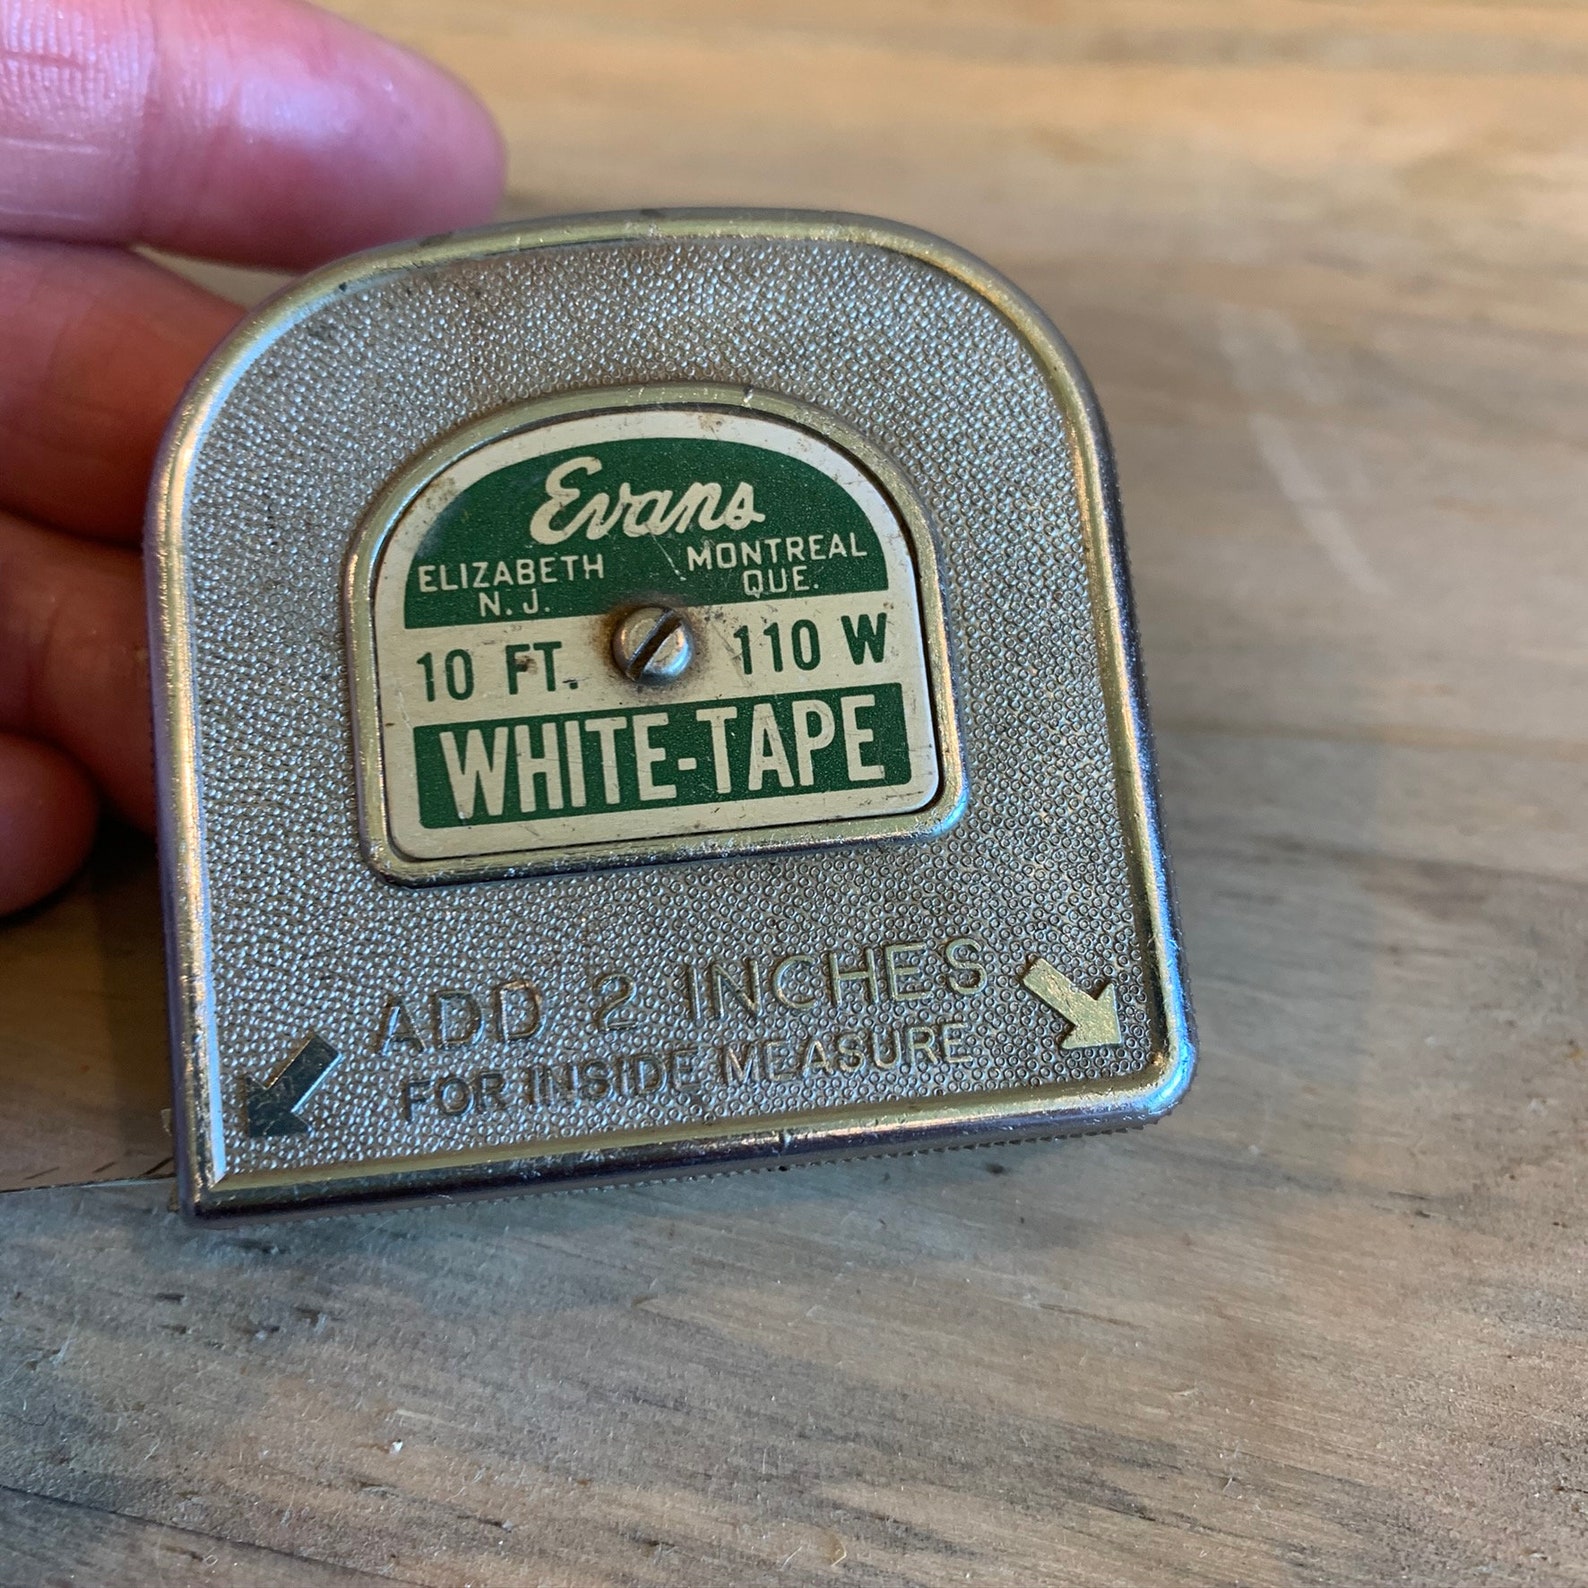 Evans
ELIZABETH MONTREAL
N. J. QUE.
10 FT. 110 W
WHITE-TAPE
ADD 2 INCHES
FOR INSIDE MEASURE